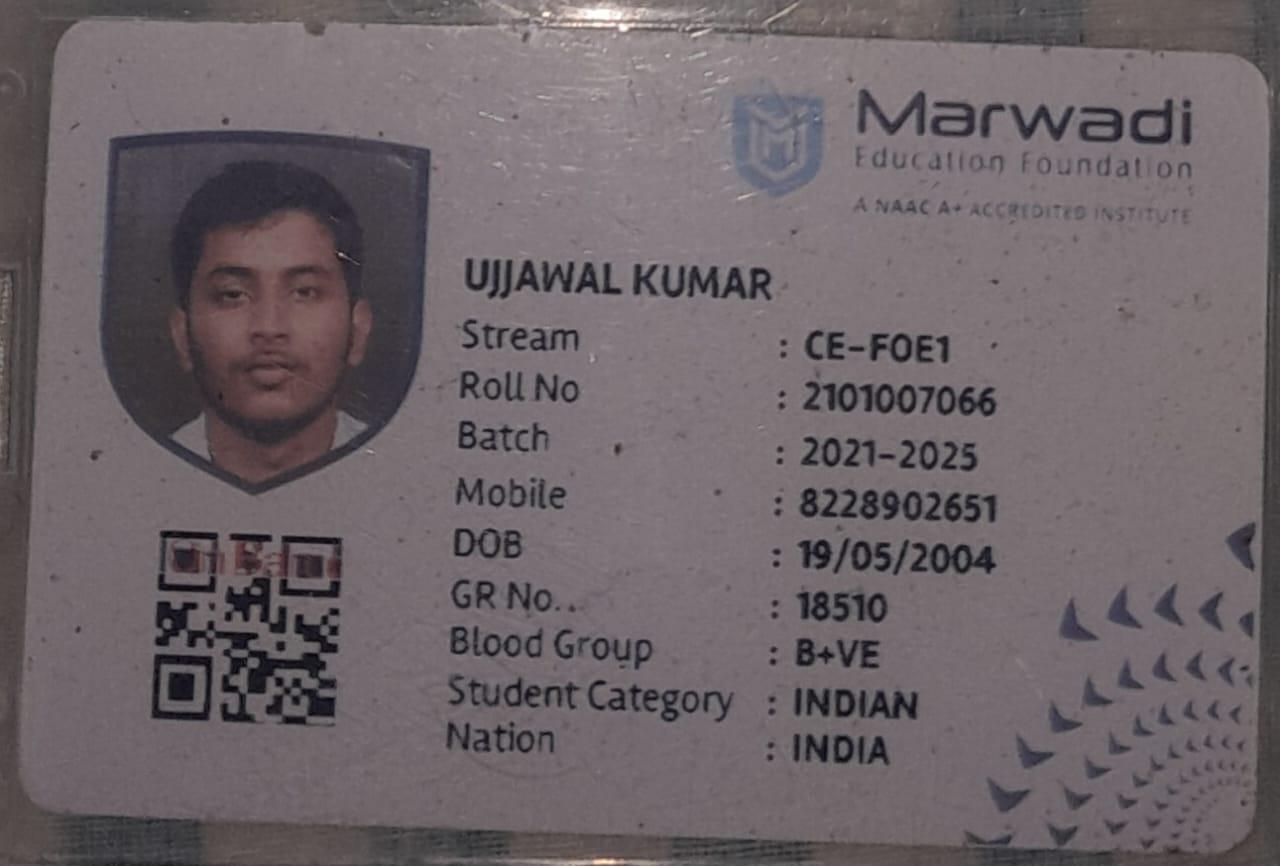 Marwadi
Education Foundation
A NAAC A+ ACCREDITED INSTITUTE
UJJAWAL KUMAR
Stream : CE-FOE1
Roll No : 2101007066
Batch : 2021-2025
Mobile : 8228902651
DOB : 19/05/2004
GR No.. : 18510
Blood Group : B+VE
Student Category : INDIAN
Nation : INDIA